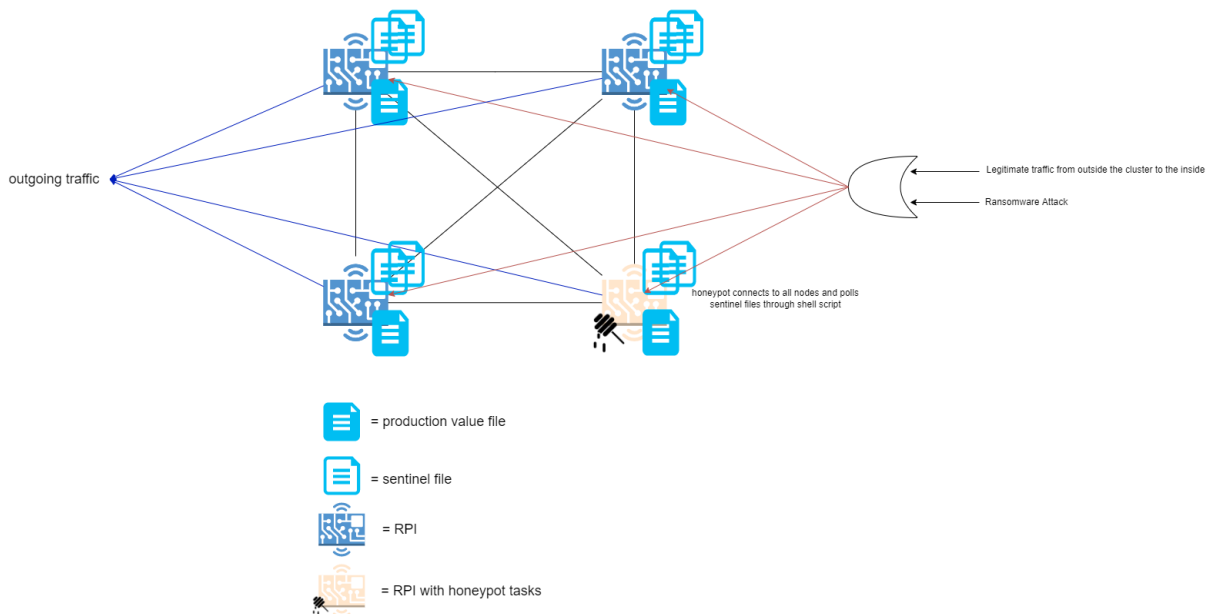 outgoing traffic
Legitimate traffic from outside the cluster to the inside
Ransomware Attack
honeypot connects to all nodes and polls
sentinel files through shell script
= production value file
= sentinel file
= RPI
= RPI with honeypot tasks